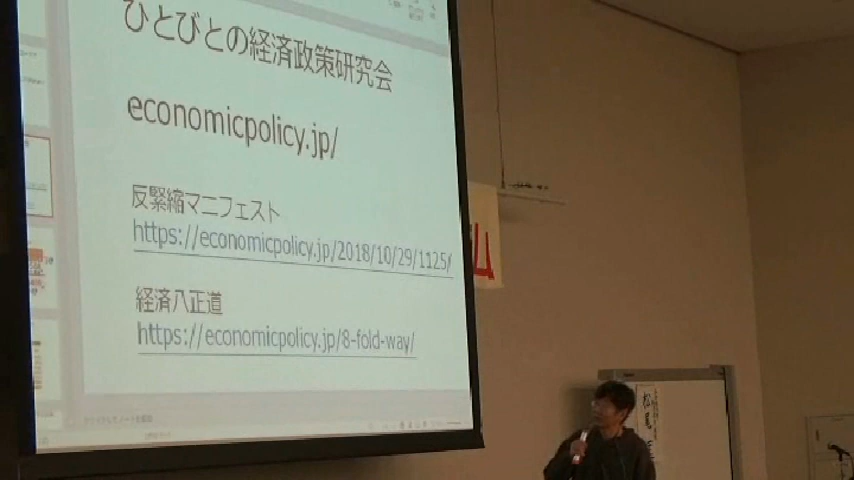 ひとびとの経済政策研究会
economicpolicy.jp/
反緊縮マニフェスト
https://economicpolicy.jp/2018/10/29/1125/
経済八正道
https://economicpolicy.jp/8-fold-way/
山
松尾